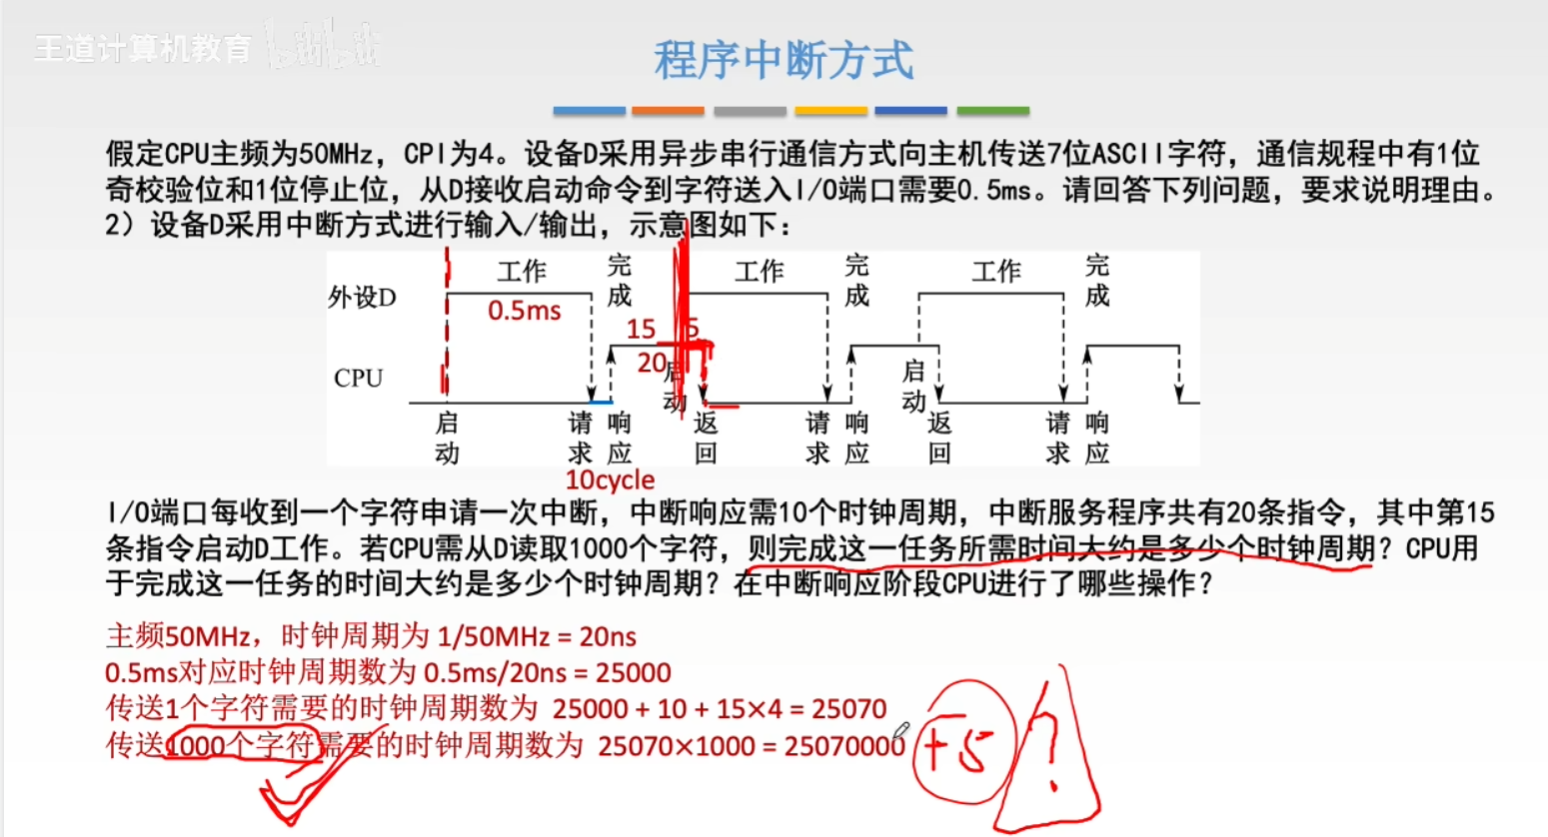 王道计算机教育 bilibili
程序中断方式
假定CPU主频为50MHz，CPI为4。设备D采用异步串行通信方式向主机传送7位ASCII字符，通信规程中有1位
奇校验位和1位停止位，从D接收启动命令到字符送入I/O端口需要0.5ms。请回答下列问题，要求说明理由。
2）设备D采用中断方式进行输入/输出，示意图如下：
工作 完成 工作 完成 工作 完成
外设D
0.5ms
15 5
20
CPU
启动 启动
启动 请求 响应 返回 请求 响应 返回 请求 响应
10cycle
I/O端口每收到一个字符申请一次中断，中断响应需10个时钟周期，中断服务程序共有20条指令，其中第15
条指令启动D工作。若CPU需从D读取1000个字符，则完成这一任务所需时间大约是多少个时钟周期？CPU用
于完成这一任务的时间大约是多少个时钟周期？在中断响应阶段CPU进行了哪些操作？
主频50MHz，时钟周期为 1/50MHz = 20ns
0.5ms对应时钟周期数为 0.5ms/20ns = 25000
传送1个字符需要的时钟周期数为 25000 + 10 + 15×4 = 25070
传送1000个字符需要的时钟周期数为 25070×1000 = 25070000 +5 ?